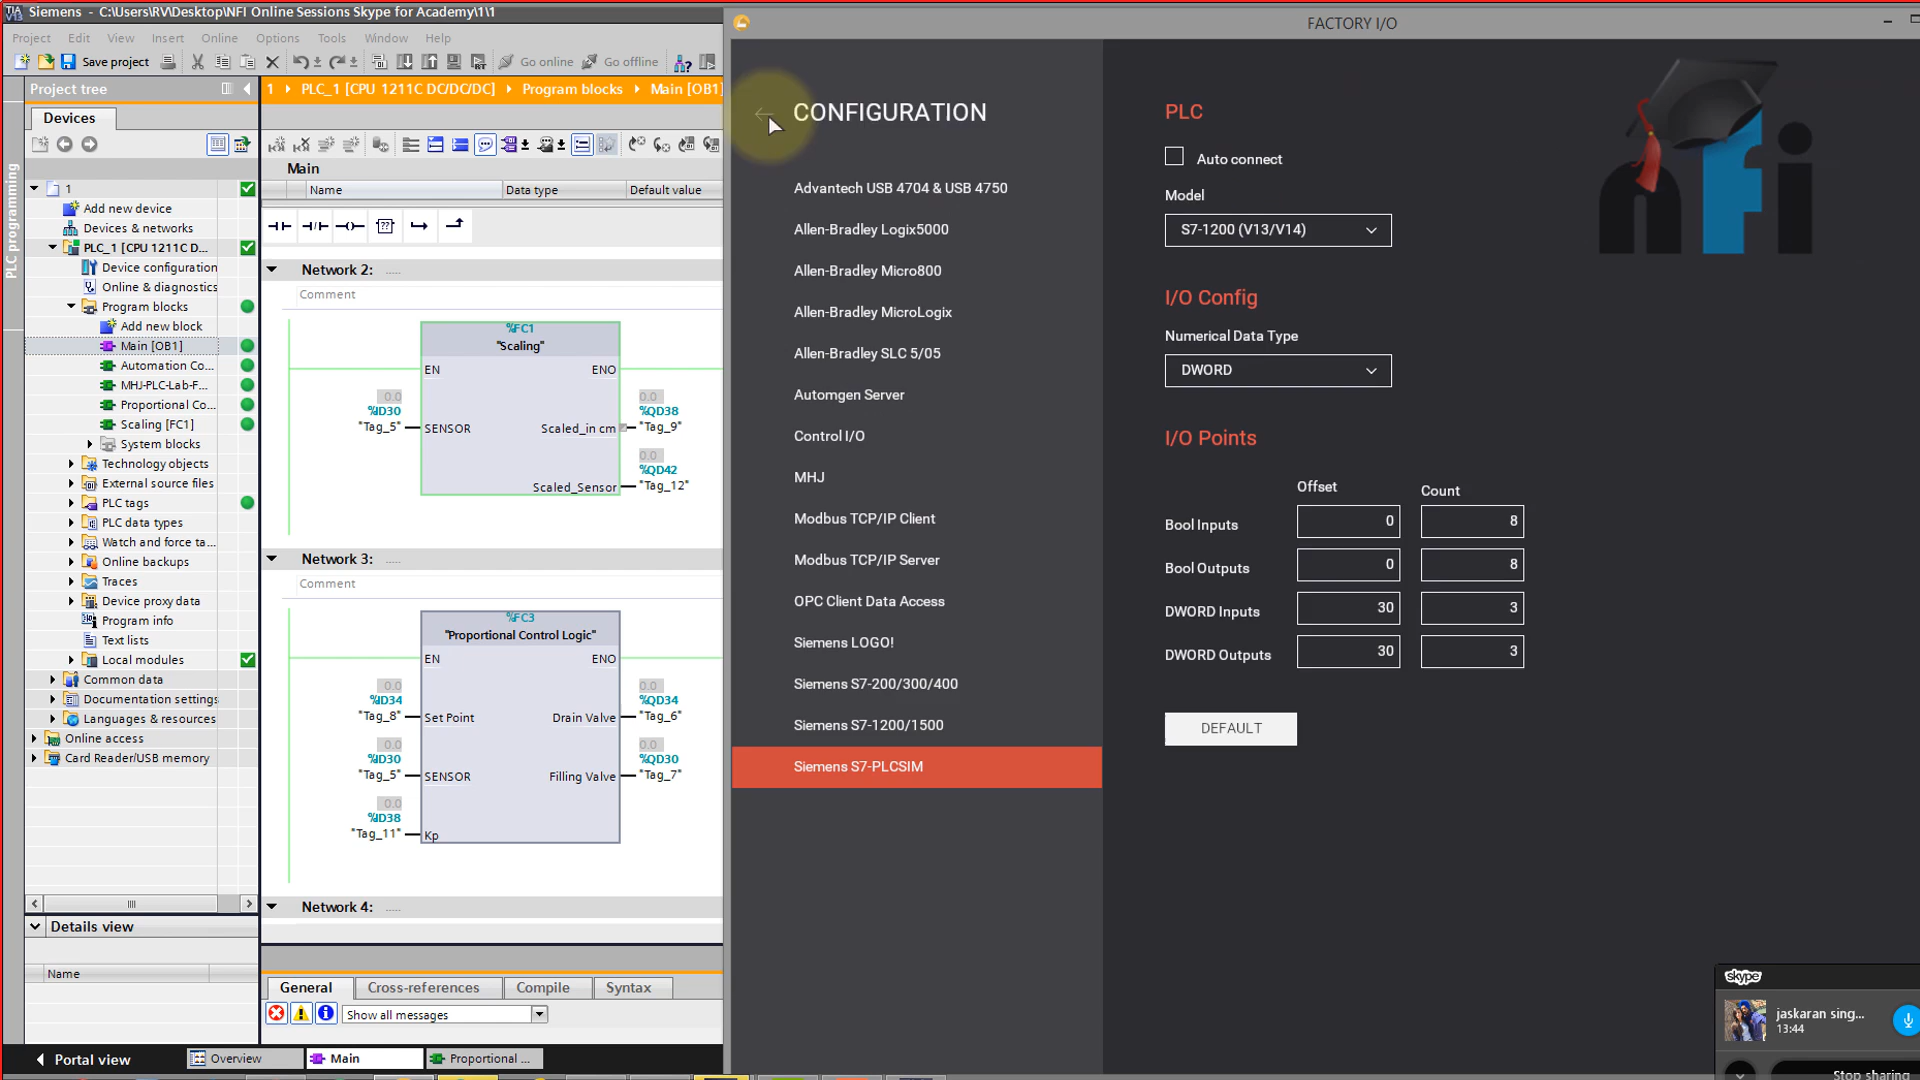 Siemens - C:\Users\RV\Desktop\NFI Online Sessions Skype for Academy\1\1
Project Edit View Insert Online Options Tools Window Help
Save project
Go online
Go offline
Project tree
Devices
PLC programming
1
Add new device
Devices & networks
PLC_1 [CPU 1211C D...
Device configuration
Online & diagnostics
Program blocks
Add new block
Main [OB1]
Automation Co...
MHJ-PLC-Lab-F...
Proportional Co...
Scaling [FC1]
System blocks
Technology objects
External source files
PLC tags
PLC data types
Watch and force ta...
Online backups
Traces
Device proxy data
Program info
Text lists
Local modules
Common data
Documentation settings
Languages & resources
Online access
Card Reader/USB memory
Details view
Name
Portal view
1 PLC_1 [CPU 1211C DC/DC/DC] Program blocks Main [OB1]
Main
Name Data type Default value
??
Network 2: .....
Comment
%FC1
"Scaling"
EN ENO
0.0
%ID30
"Tag_5" SENSOR
Scaled_in cm
0.0
%QD38
"Tag_9"
0.0
%QD42
Scaled_Sensor "Tag_12"
Network 3: .....
Comment
%FC3
"Proportional Control Logic"
EN ENO
0.0
%ID34
"Tag_8" Set Point
0.0
%QD34
Drain Valve "Tag_6"
0.0
%ID30
"Tag_5" SENSOR
0.0
%QD30
Filling Valve "Tag_7"
0.0
%ID38
"Tag_11" Kp
Network 4: .....
General Cross-references Compile Syntax
Show all messages
Overview
Main
Proportional ...
FACTORY I/O
CONFIGURATION
Advantech USB 4704 & USB 4750
Allen-Bradley Logix5000
Allen-Bradley Micro800
Allen-Bradley MicroLogix
Allen-Bradley SLC 5/05
Automgen Server
Control I/O
MHJ
Modbus TCP/IP Client
Modbus TCP/IP Server
OPC Client Data Access
Siemens LOGO!
Siemens S7-200/300/400
Siemens S7-1200/1500
Siemens S7-PLCSIM
PLC
Auto connect
Model
S7-1200 (V13/V14)
I/O Config
Numerical Data Type
DWORD
I/O Points
Offset Count
Bool Inputs 0 8
Bool Outputs 0 8
DWORD Inputs 30 3
DWORD Outputs 30 3
DEFAULT
nfi
skype
jaskaran sing...
13:44
Stop sharing